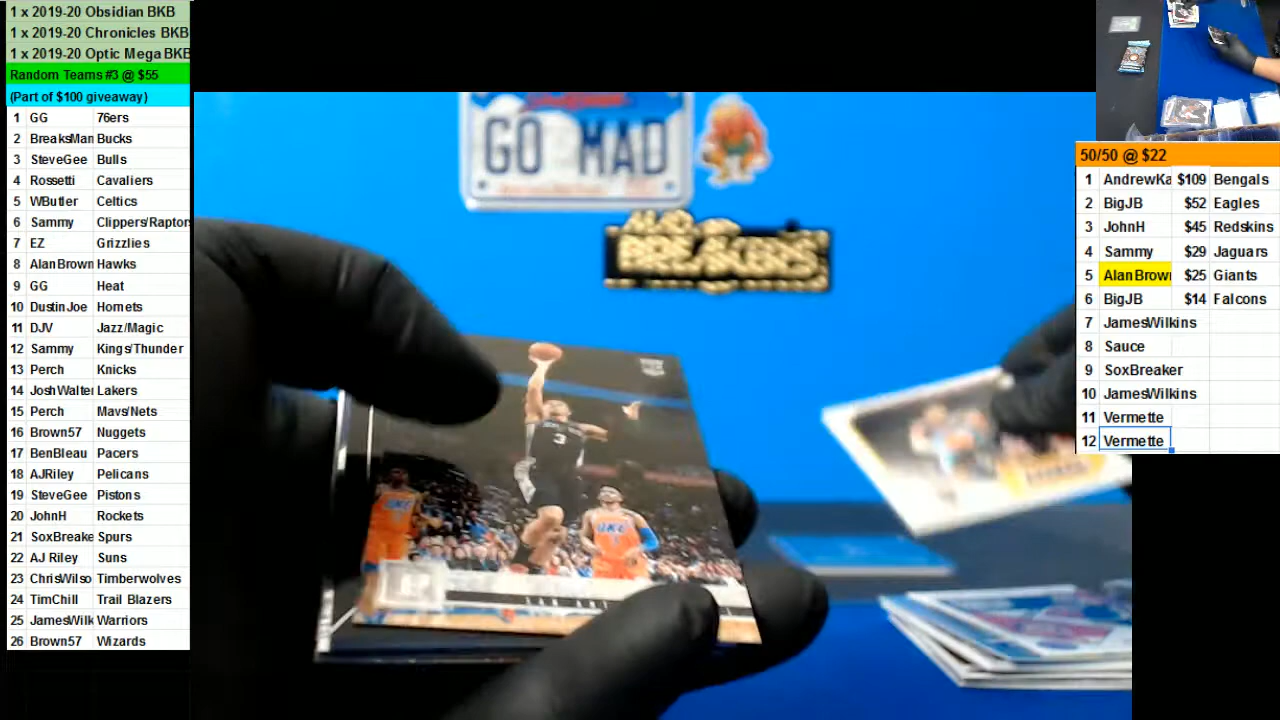 1 x 2019-20 Obsidian BKB
1 x 2019-20 Chronicles BKB
1 x 2019-20 Optic Mega BKB
Random Teams #3 @ $55
(Part of $100 giveaway)
1 GG 76ers
2 BreaksMan Bucks
3 SteveGee Bulls
4 Rossetti Cavaliers
5 WButler Celtics
6 Sammy Clippers/Raptors
7 EZ Grizzlies
8 AlanBrown Hawks
9 GG Heat
10 DustinJoe Hornets
11 DJV Jazz/Magic
12 Sammy Kings/Thunder
13 Perch Knicks
14 JoshWalte Lakers
15 Perch Mavs/Nets
16 Brown57 Nuggets
17 BenBleau Pacers
18 AJRiley Pelicans
19 SteveGee Pistons
20 JohnH Rockets
21 SoxBreake Spurs
22 AJ Riley Suns
23 ChrisWilso Timberwolves
24 TimChill Trail Blazers
25 JamesWilk Warriors
26 Brown57 Wizards
GO MAD
MAD
BREAKERS
3
OKC
50/50 @ $22
1 AndrewKa $109 Bengals
2 BigJB $52 Eagles
3 JohnH $45 Redskins
4 Sammy $29 Jaguars
5 AlanBrown $25 Giants
6 BigJB $14 Falcons
7 JamesWilkins
8 Sauce
9 SoxBreaker
10 JamesWilkins
11 Vermette
12 Vermette